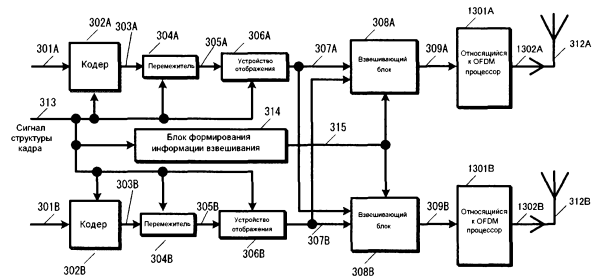 301A
302A
Кодер
303A
304A
Перемежитель
305A
306A
Устройство
отображения
307A
308A
Взвешивающий
блок
309A
1301A
Относящийся
к OFDM
процессор
1302A
312A
313
Сигнал
структуры
кадра
314
Блок формирования
информации взвешивания
315
301B
Кодер
302B
303B
Перемежитель
304B
305B
Устройство
отображения
306B
307B
Взвешивающий
блок
308B
309B
1301B
Относящийся
к OFDM
процессор
1302B
312B